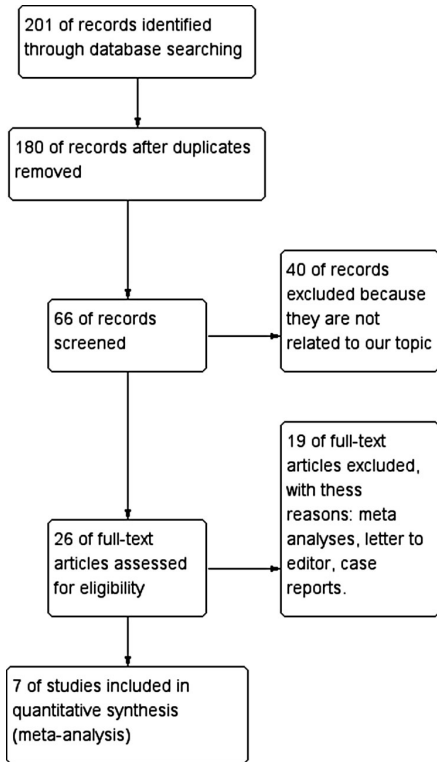 201 of records identified
through database searching
180 of records after duplicates
removed
40 of records
excluded because
they are not
related to our topic
66 of records
screened
19 of full-text
articles excluded,
with thess
reasons: meta
analyses, letter to
editor, case
reports.
26 of full-text
articles assessed
for eligibility
7 of studies included in
quantitative synthesis
(meta-analysis)